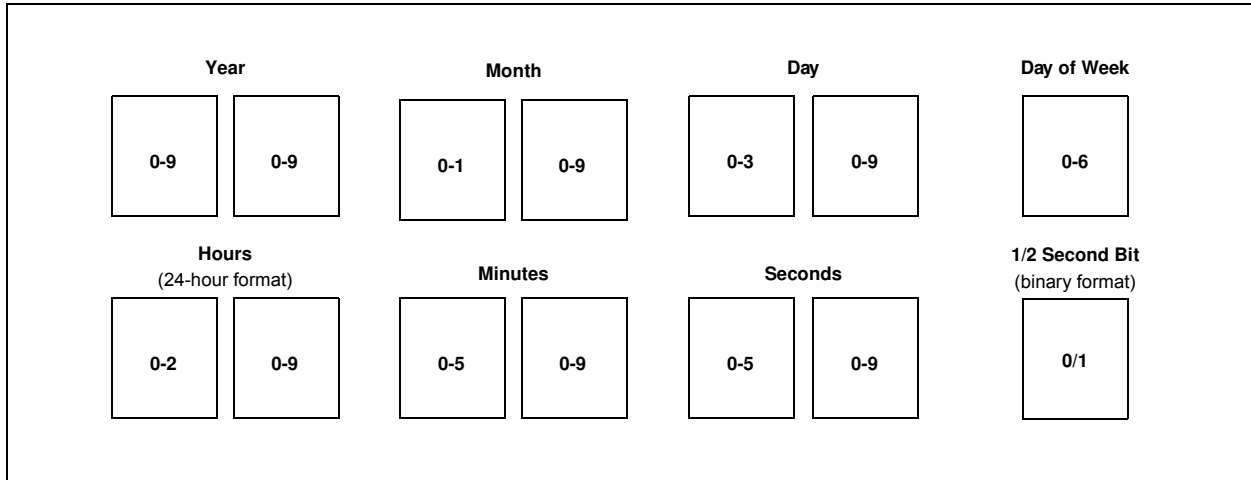 Year Month Day Day of Week
0-9 0-9 0-1 0-9 0-3 0-9 0-6
Hours Minutes Seconds 1/2 Second Bit
(24-hour format) (binary format)
0-2 0-9 0-5 0-9 0-5 0-9 0/1